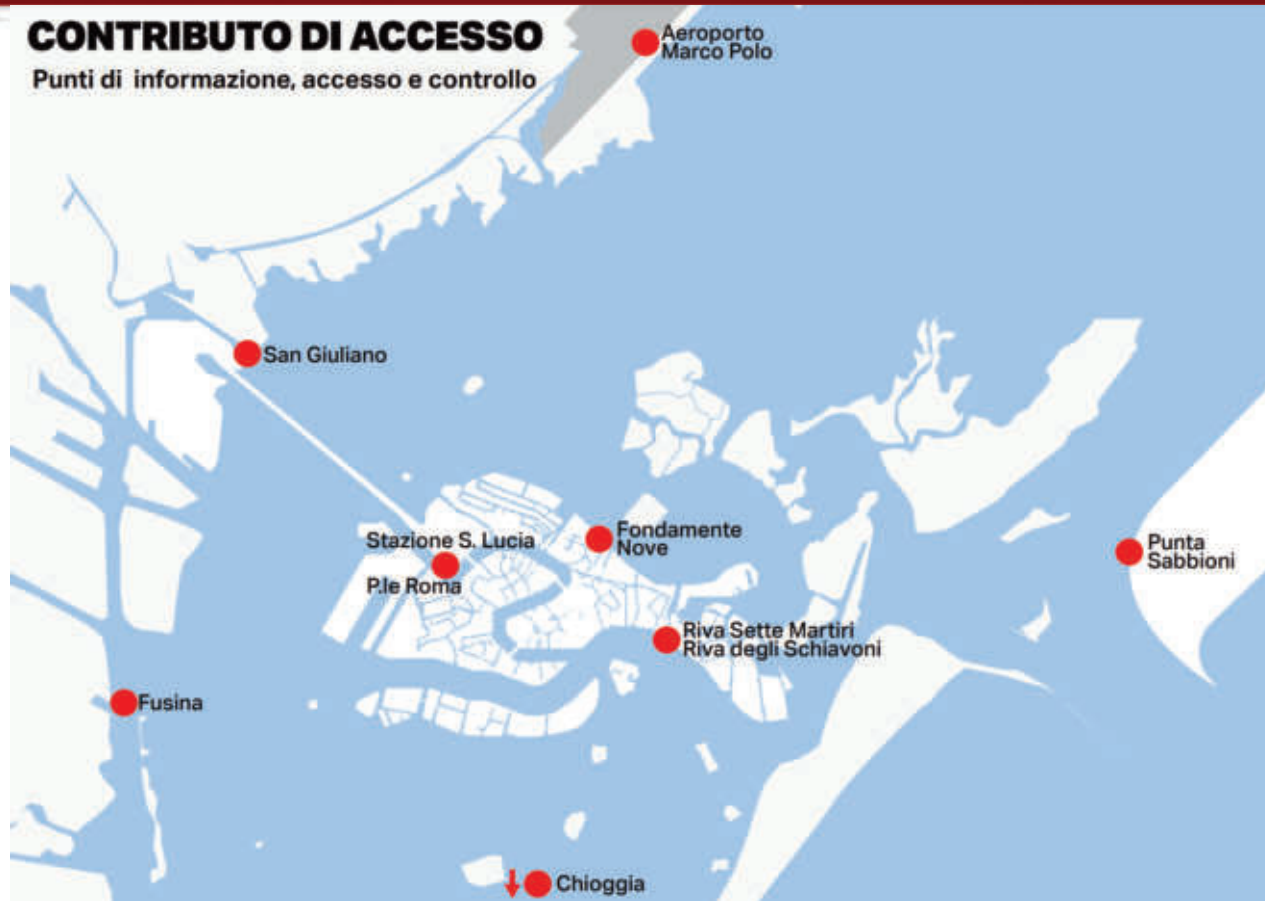 CONTRIBUTO DI ACCESSO
Punti di informazione, accesso e controllo
Aeroporto
Marco Polo
San Giuliano
Stazione S. Lucia
P.le Roma
Fondamente
Nove
Punta
Sabbioni
Riva Sette Martiri
Riva degli Schiavoni
Fusina
Chioggia